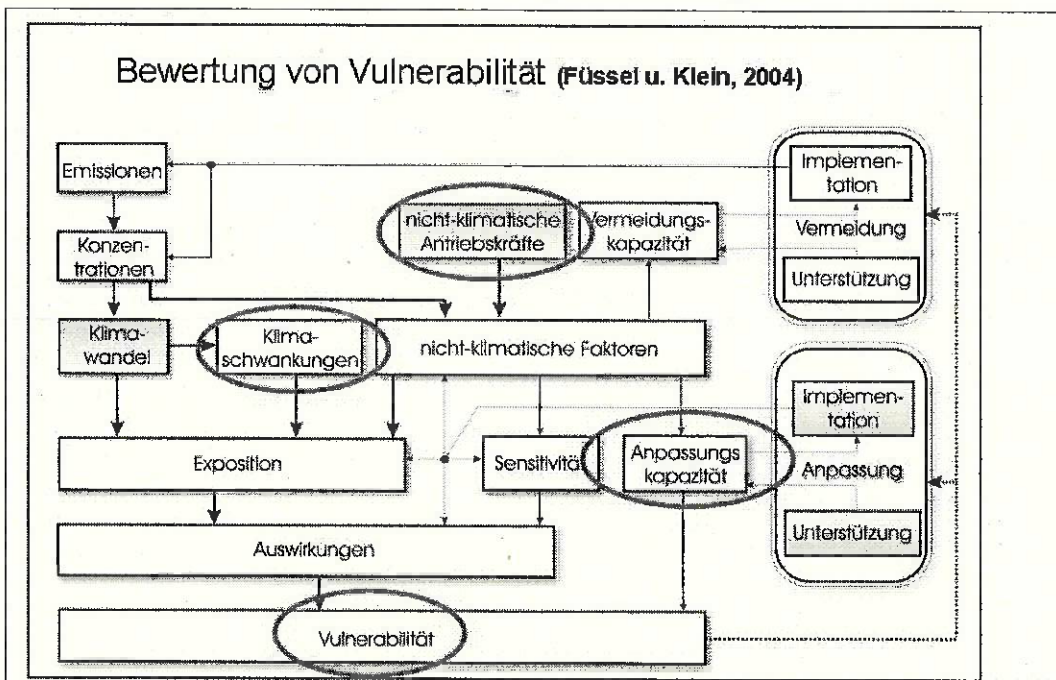 Bewertung von Vulnerabilität (Füssel u. Klein, 2004)
Emissionen
Konzen-
trationen
Klima-
wandel
Klima-
schwankungen
nicht-klimatische
Antriebskräfte
Vermeidungs-
kapazität
nicht-klimatische Faktoren
Implemen-
tation
Vermeidung
Unterstützung
Exposition
Sensitivität
Anpassungs
kapazität
Implemen-
tation
Anpassung
Unterstützung
Auswirkungen
Vulnerabilität